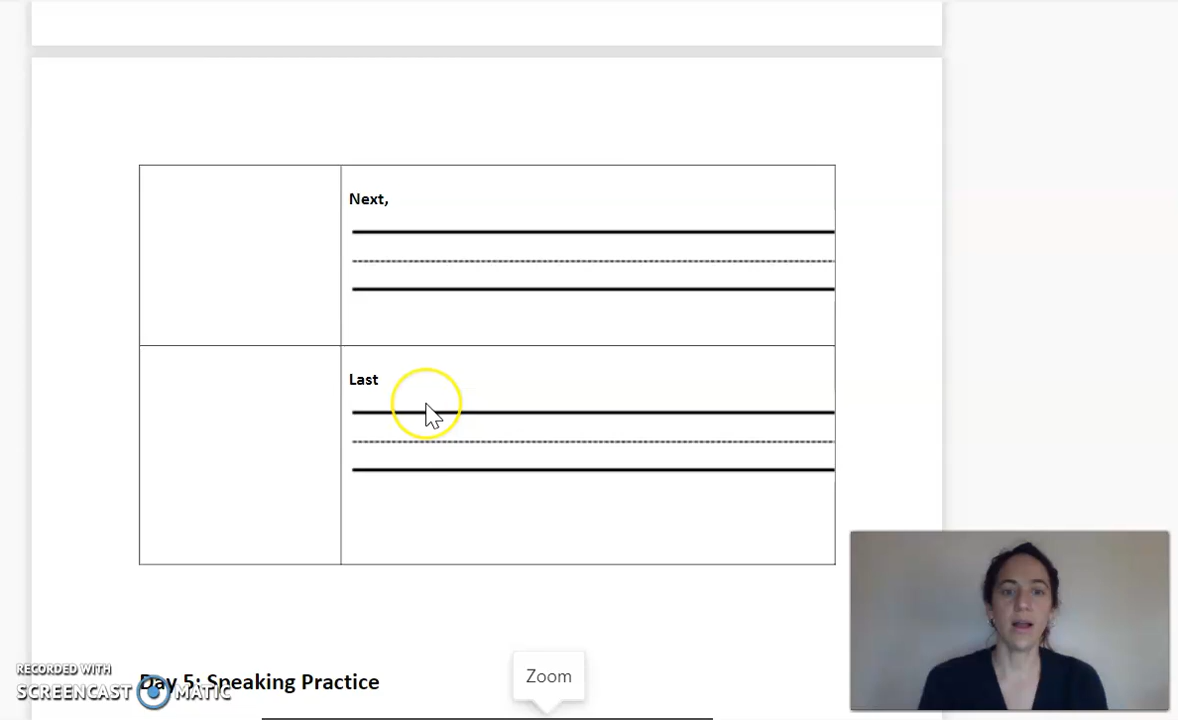 Next,
Last
Day 5: Speaking Practice
RECORDED WITH
SCREENCAST MATIC
Zoom